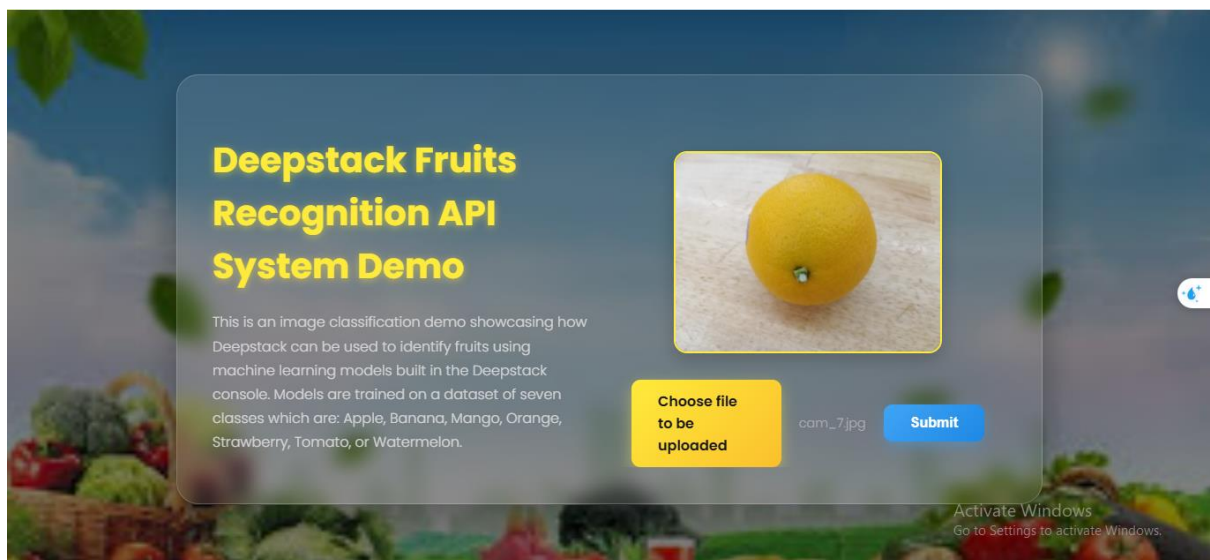 Deepstack Fruits
Recognition API
System Demo
This is an image classification demo showcasing how
Deepstack can be used to identify fruits using
machine learning models built in the Deepstack
console. Models are trained on a dataset of seven
classes which are: Apple, Banana, Mango, Orange,
Strawberry, Tomato, or Watermelon.
Choose file
to be
uploaded
cam_7.jpg
Submit
Activate Windows
Go to Settings to activate Windows.